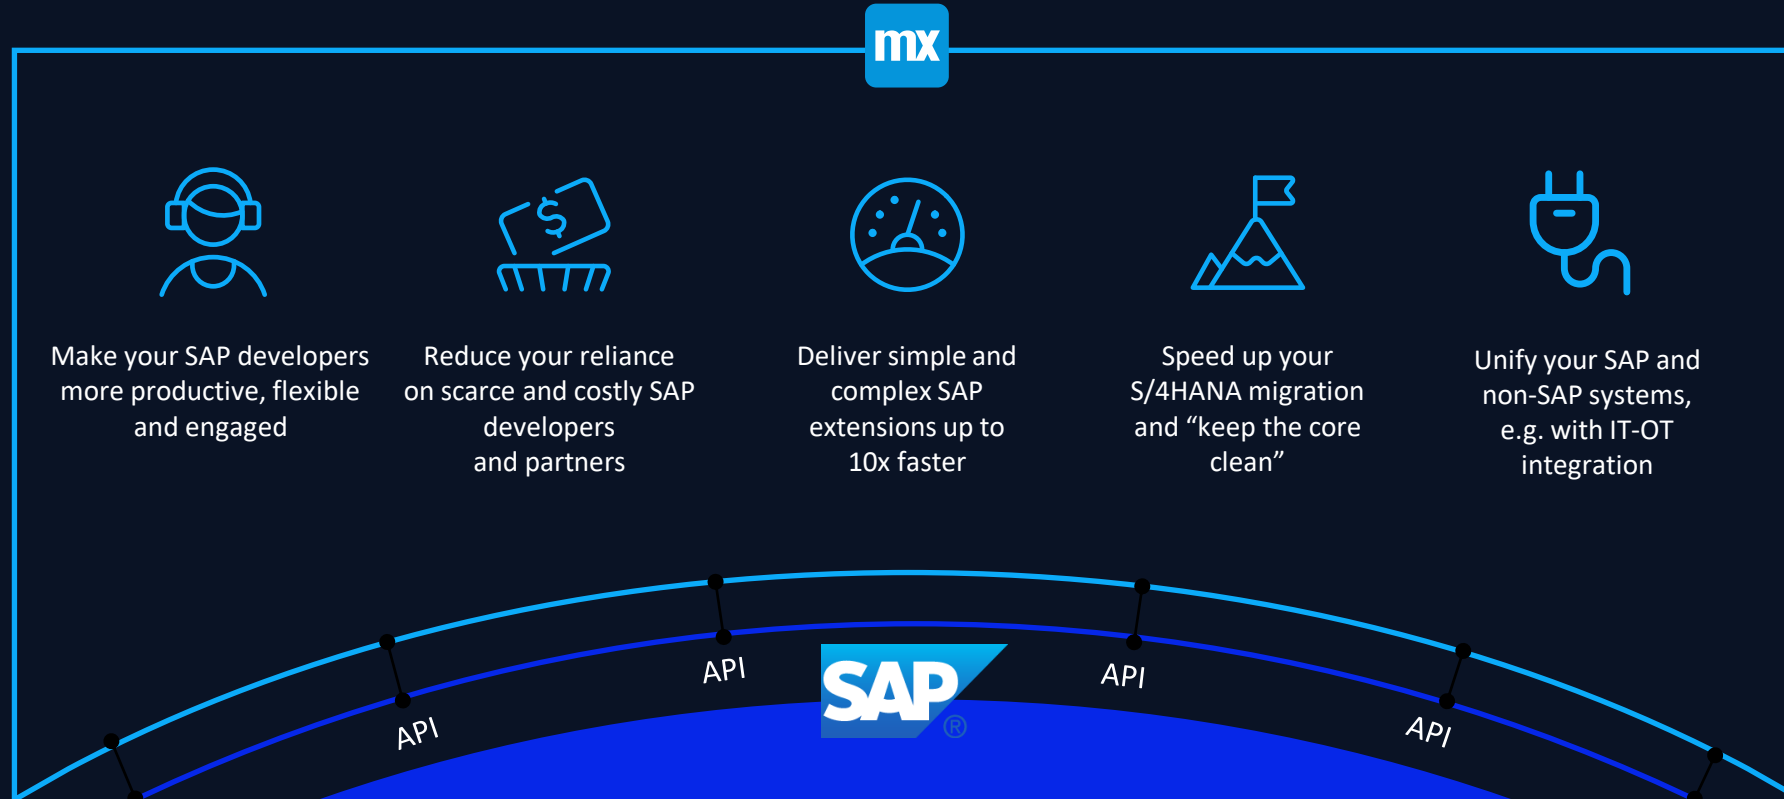 mx
Make your SAP developers
more productive, flexible
and engaged
Reduce your reliance
on scarce and costly SAP
developers
and partners
Deliver simple and
complex SAP
extensions up to
10x faster
Speed up your
S/4HANA migration
and “keep the core
clean”
Unify your SAP and
non-SAP systems,
e.g. with IT-OT
integration
$
API
API
SAP®
API
API